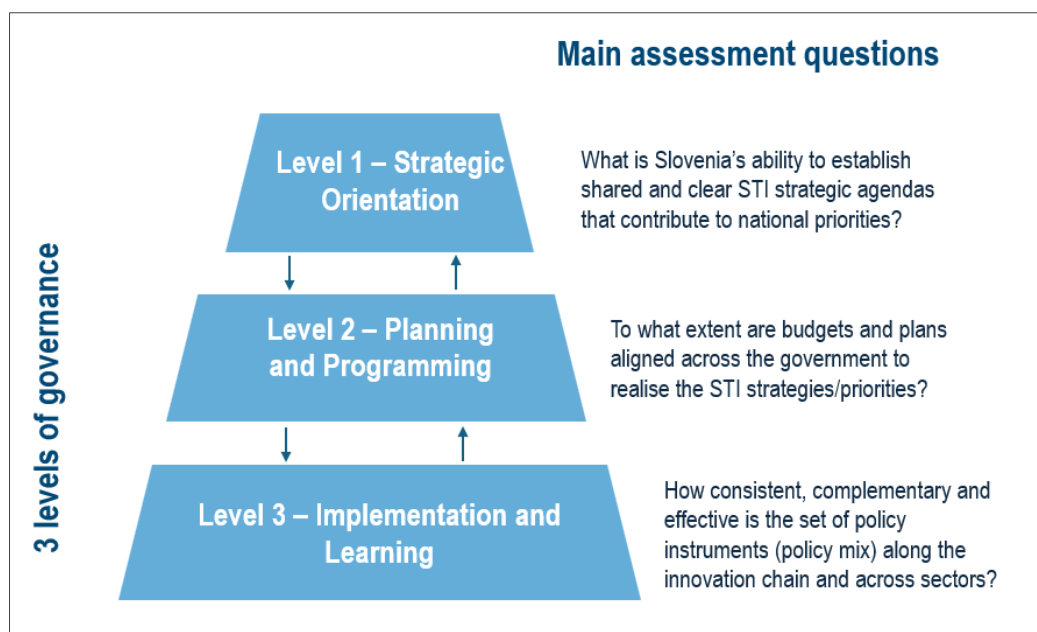 Main assessment questions
3 levels of governance
Level 1 – Strategic
Orientation
What is Slovenia's ability to establish
shared and clear STI strategic agendas
that contribute to national priorities?
Level 2 – Planning
and Programming
To what extent are budgets and plans
aligned across the government to
realise the STI strategies/priorities?
Level 3 – Implementation and
Learning
How consistent, complementary and
effective is the set of policy
instruments (policy mix) along the
innovation chain and across sectors?